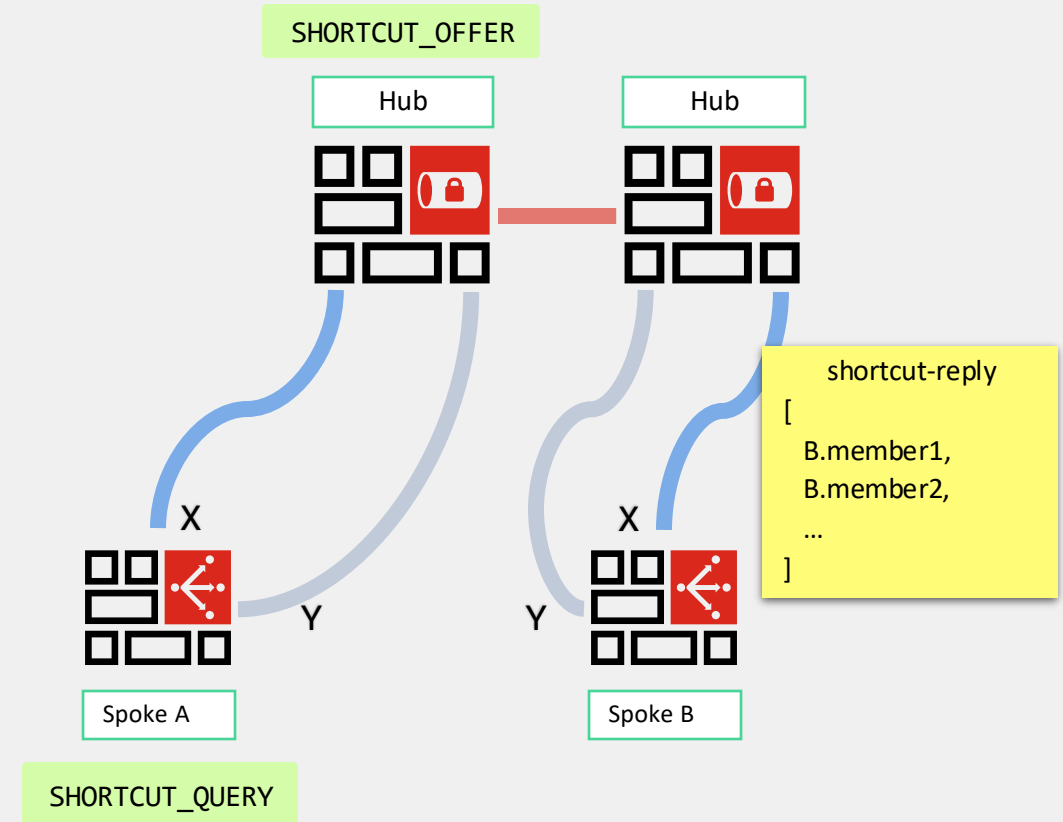 SHORTCUT_OFFER
Hub
Hub
shortcut-reply
[
B.member1,
B.member2,
...
]
X
X
Y
Y
Spoke A
Spoke B
SHORTCUT_QUERY